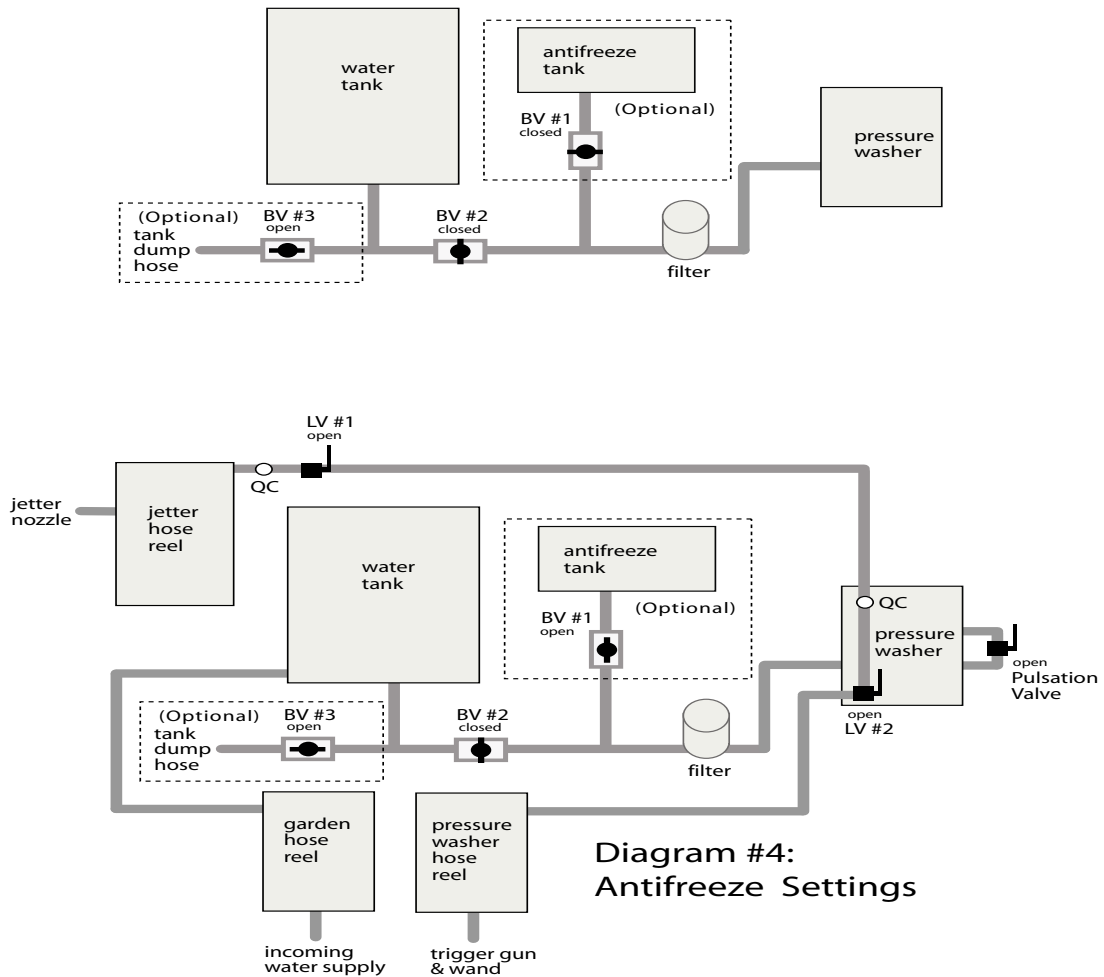 water
tank
antifreeze
tank
(Optional)
BV #1
closed
pressure
washer
(Optional)
tank
dump
hose
BV #3
open
BV #2
closed
filter
LV #1
open
QC
jetter
nozzle
jetter
hose
reel
water
tank
antifreeze
tank
(Optional)
BV #1
open
QC
pressure
washer
open
Pulsation
Valve
open
LV #2
(Optional)
tank
dump
hose
BV #3
open
BV #2
closed
filter
garden
hose
reel
pressure
washer
hose
reel
Diagram #4:
Antifreeze Settings
incoming
water supply
trigger gun
& wand